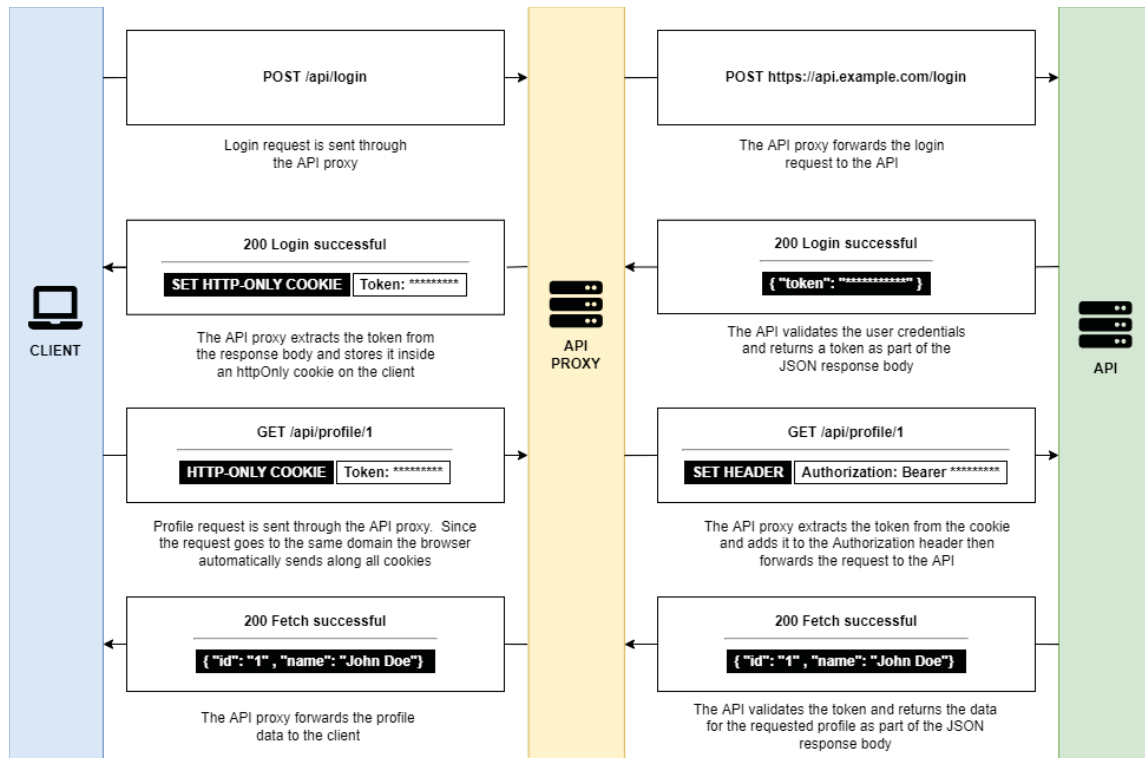 POST /api/login
POST https://api.example.com/login
Login request is sent through
the API proxy
The API proxy forwards the login
request to the API
200 Login successful
SET HTTP-ONLY COOKIE Token: *********
200 Login successful
{ "token": "***********" }
The API proxy extracts the token from
the response body and stores it inside
an httpOnly cookie on the client
The API validates the user credentials
and returns a token as part of the
JSON response body
CLIENT
API
PROXY
API
GET /api/profile/1
HTTP-ONLY COOKIE Token: *********
GET /api/profile/1
SET HEADER Authorization: Bearer *********
Profile request is sent through the API proxy. Since
the request goes to the same domain the browser
automatically sends along all cookies
The API proxy extracts the token from the cookie
and adds it to the Authorization header then
forwards the request to the API
200 Fetch successful
{ "id": "1" , "name": "John Doe"}
200 Fetch successful
{ "id": "1" , "name": "John Doe"}
The API proxy forwards the profile
data to the client
The API validates the token and returns the data
for the requested profile as part of the JSON
response body